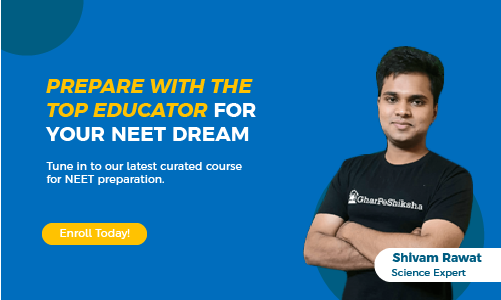 PREPARE WITH THE
TOP EDUCATOR FOR
YOUR NEET DREAM
Tune in to our latest curated course
for NEET preparation.
Enroll Today!
GharPeShiksha
Shivam Rawat
Science Expert